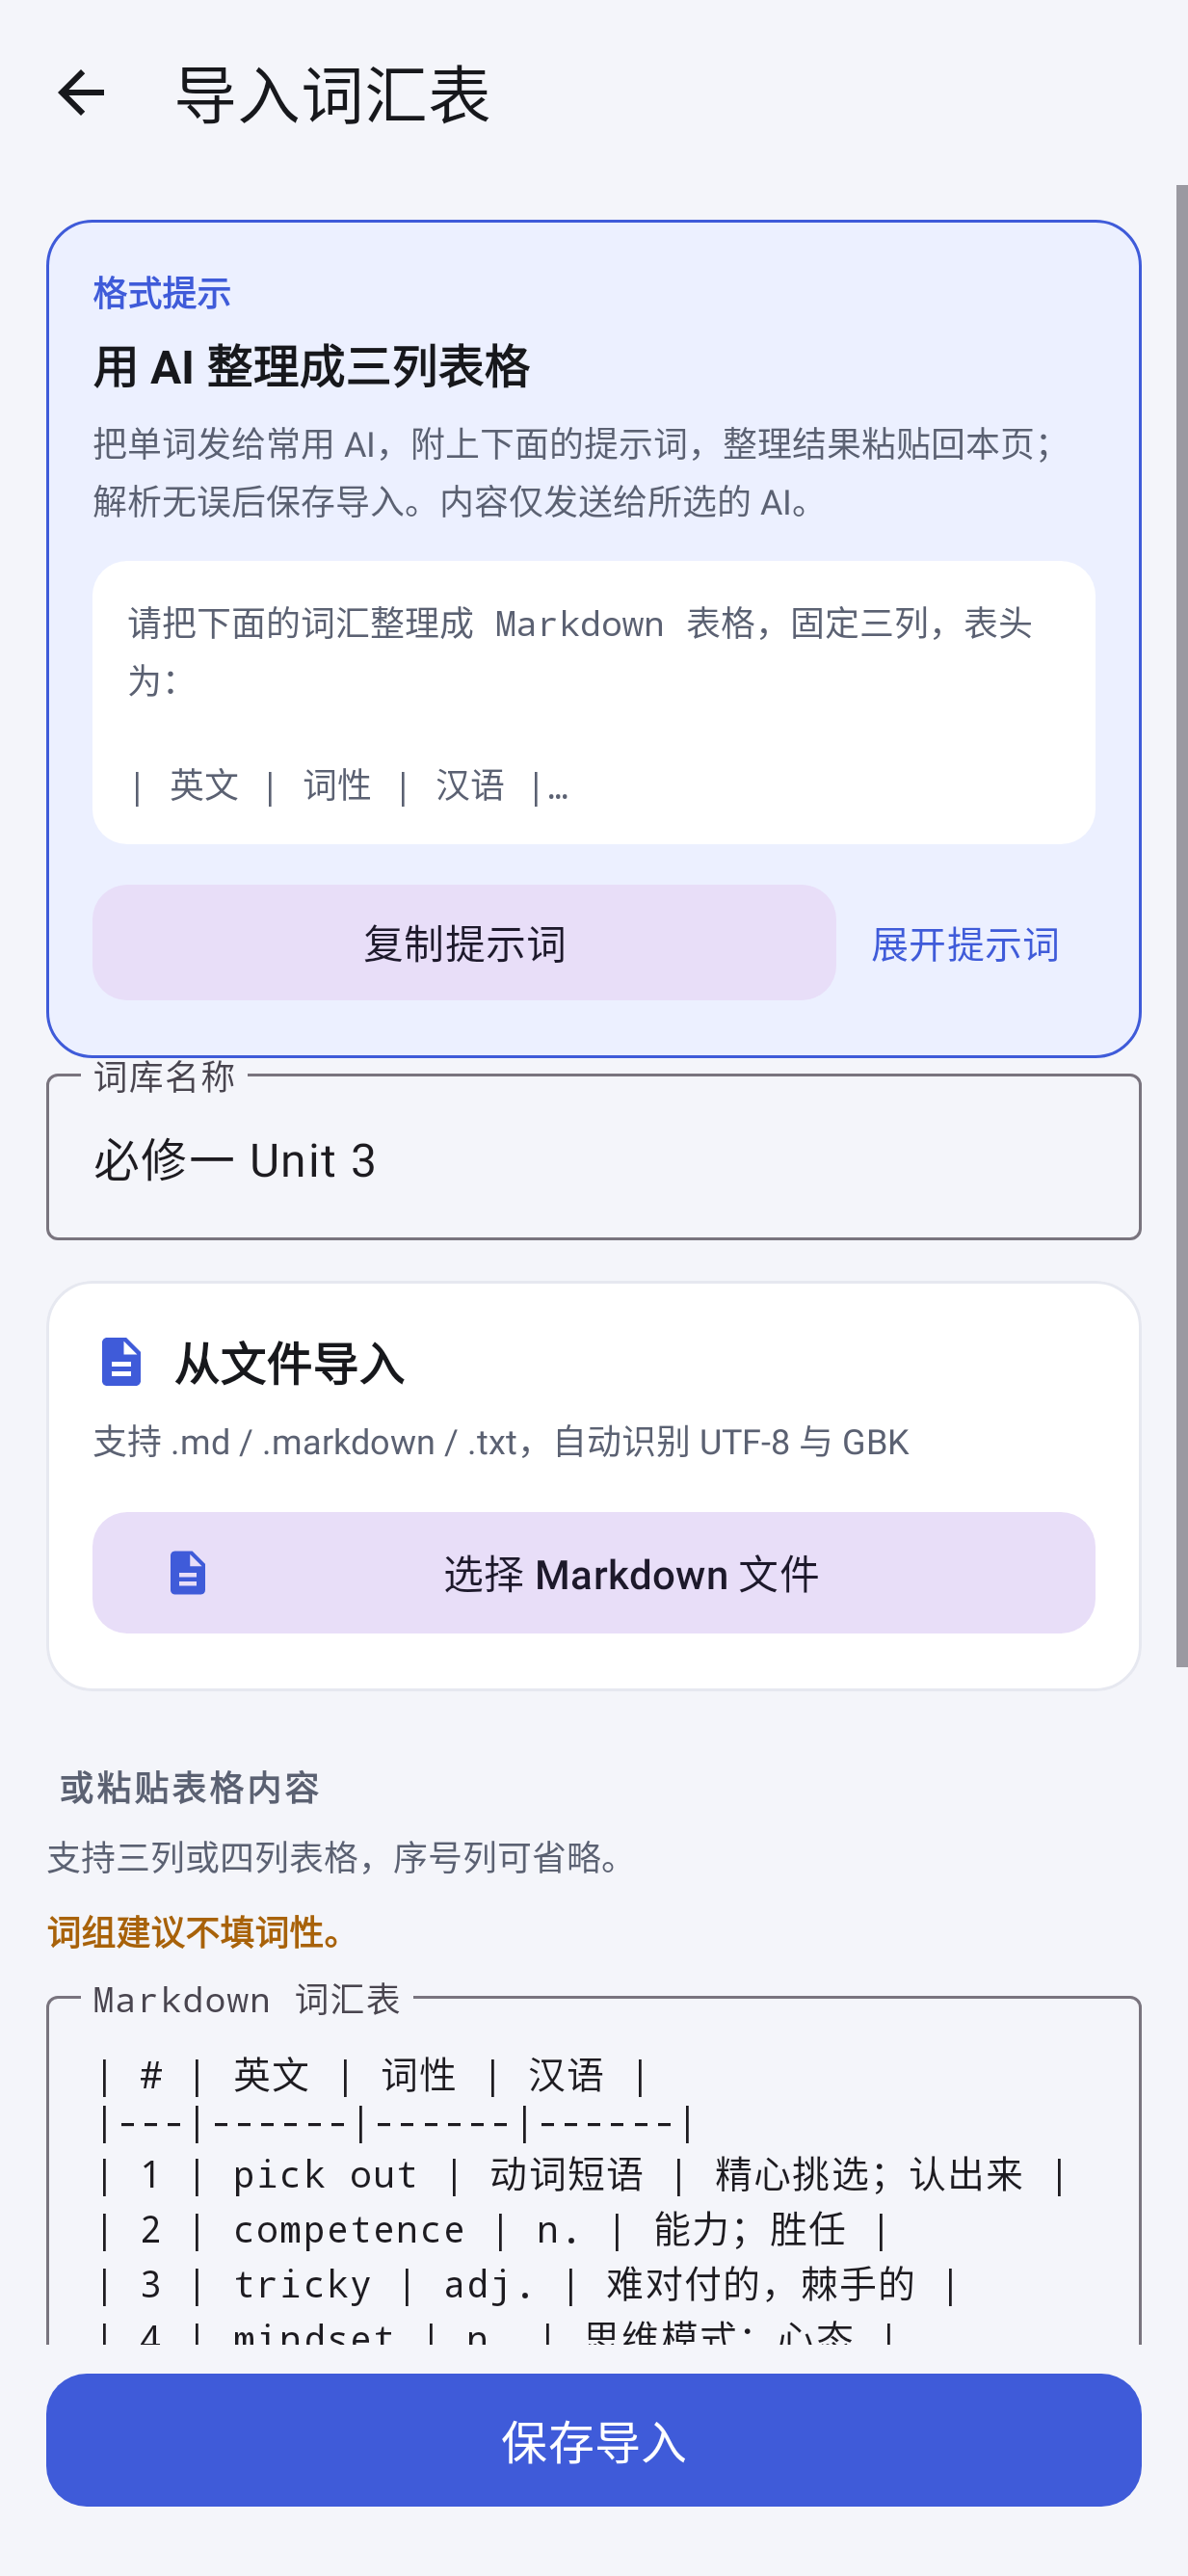 导入词汇表
格式提示
用 AI 整理成三列表格
把单词发给常用 AI，附上下面的提示词，整理结果粘贴回本页；
解析无误后保存导入。内容仅发送给所选的 AI。
请把下面的词汇整理成 Markdown 表格，固定三列，表头
为：
| 英文 | 词性 | 汉语 |…
复制提示词
展开提示词
词库名称
必修一 Unit 3
从文件导入
支持 .md / .markdown / .txt，自动识别 UTF-8 与 GBK
选择 Markdown 文件
或粘贴表格内容
支持三列或四列表格，序号列可省略。
词组建议不填词性。
Markdown 词汇表
| # | 英文 | 词性 | 汉语 |
|---|------|------|------|
| 1 | pick out | 动词短语 | 精心挑选；认出来 |
| 2 | competence | n. | 能力；胜任 |
| 3 | tricky | adj. | 难对付的，棘手的 |
| 4 | mindset | n. | 思维模式；心态 |
保存导入